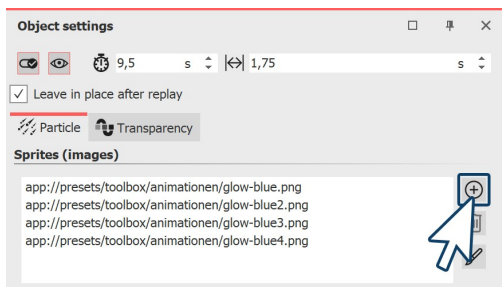 Object settings
9,5 s 1,75 s
Leave in place after replay
Particle Transparency
Sprites (images)
app://presets/toolbox/animationen/glow-blue.png
app://presets/toolbox/animationen/glow-blue2.png
app://presets/toolbox/animationen/glow-blue3.png
app://presets/toolbox/animationen/glow-blue4.png